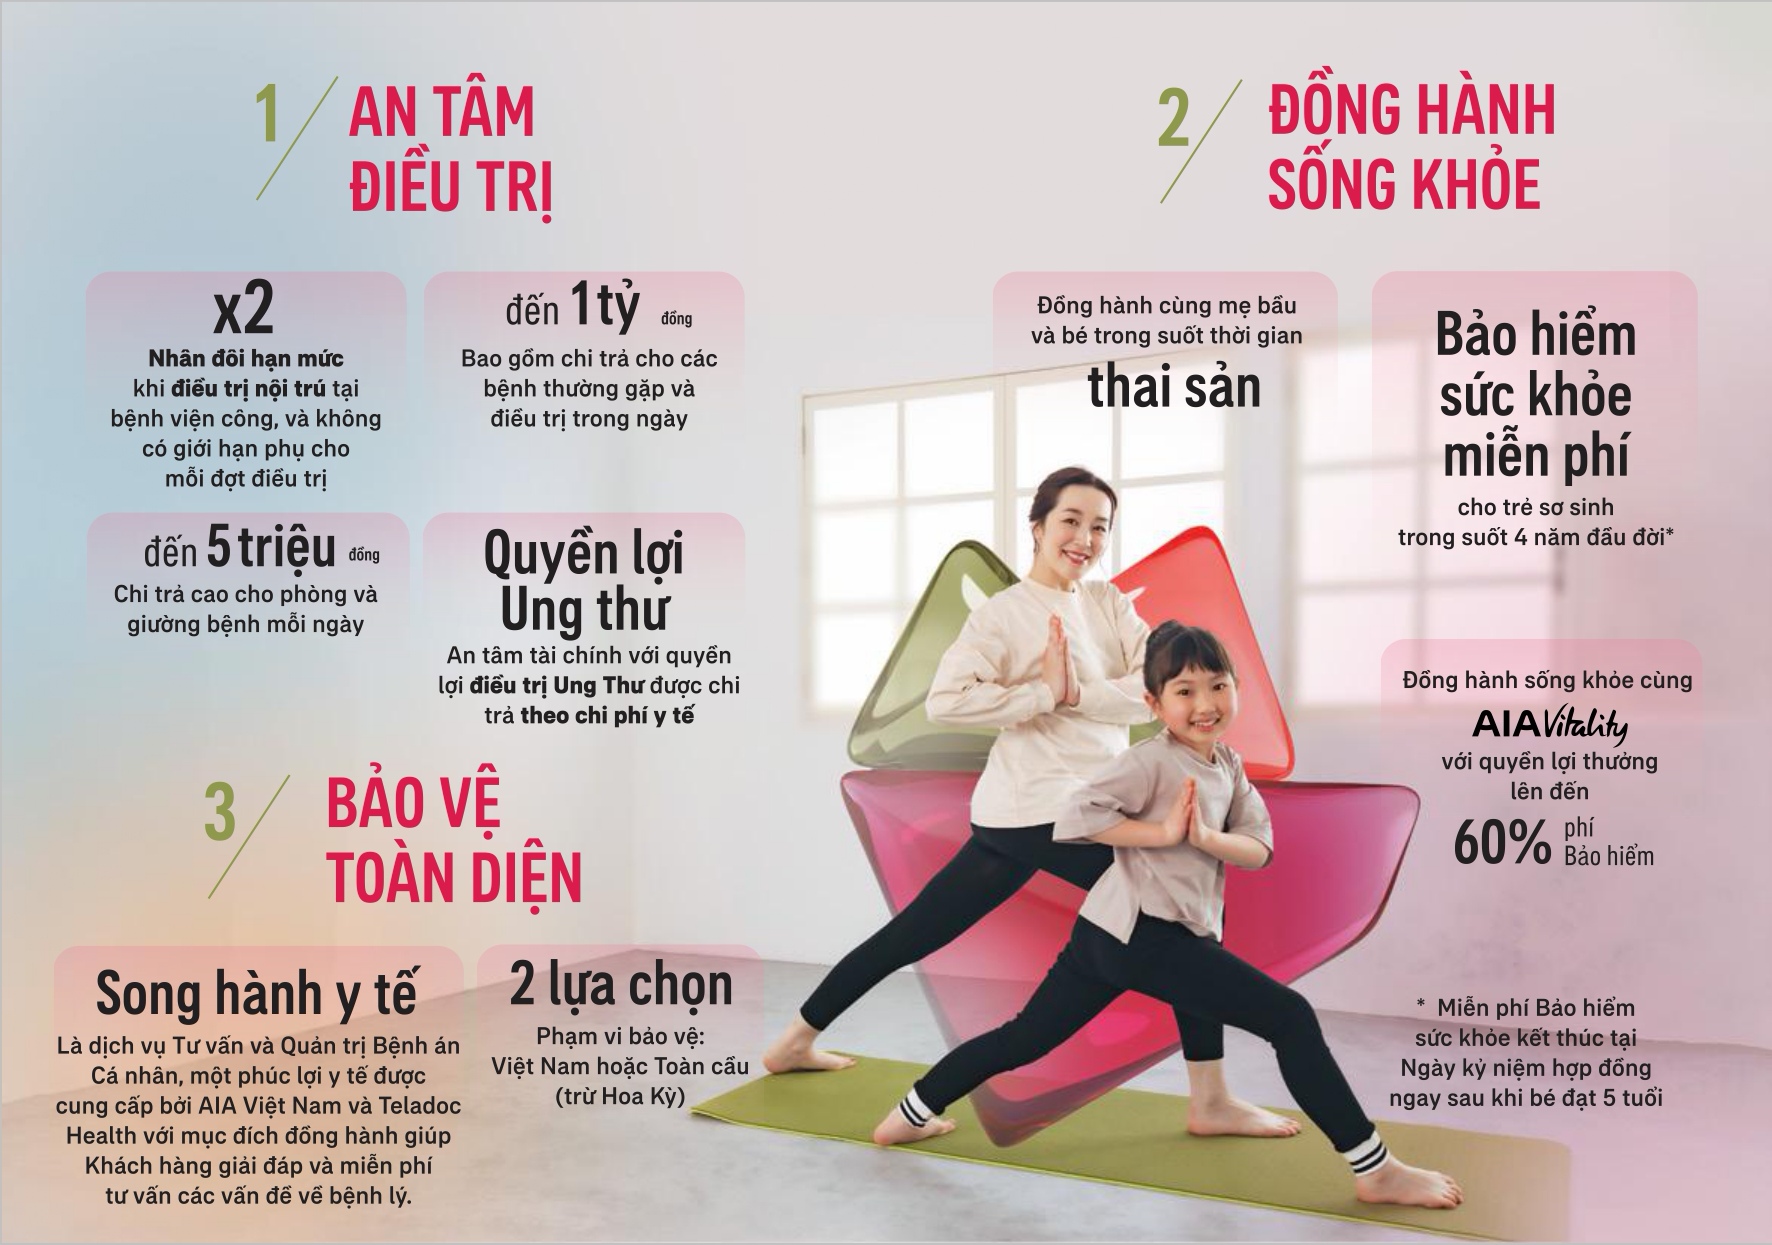 1
AN TÂM
ĐIỀU TRỊ
x2
Nhân đôi hạn mức
khi điều trị nội trú tại
bệnh viện công, và không
có giới hạn phụ cho
mỗi đợt điều trị
đến 1 tỷ đồng
Bao gồm chi trả cho các
bệnh thường gặp và
điều trị trong ngày
đến 5 triệu đồng
Chi trả cao cho phòng và
giường bệnh mỗi ngày
Quyền lợi
Ung thư
An tâm tài chính với quyền
lợi điều trị Ung Thư được chi
trả theo chi phí y tế
2
ĐỒNG HÀNH
SỐNG KHỎE
Đồng hành cùng mẹ bầu
và bé trong suốt thời gian
thai sản
Bảo hiểm
sức khỏe
miễn phí
cho trẻ sơ sinh
trong suốt 4 năm đầu đời*
Đồng hành sống khỏe cùng
AIA Vitality
với quyền lợi thưởng
lên đến
60% phí
Bảo hiểm
* Miễn phí Bảo hiểm
sức khỏe kết thúc tại
Ngày kỷ niệm hợp đồng
ngay sau khi bé đạt 5 tuổi
3
BẢO VỆ
TOÀN DIỆN
Song hành y tế
Là dịch vụ Tư vấn và Quản trị Bệnh án
Cá nhân, một phúc lợi y tế được
cung cấp bởi AIA Việt Nam và Teladoc
Health với mục đích đồng hành giúp
Khách hàng giải đáp và miễn phí
tư vấn các vấn đề về bệnh lý.
2 lựa chọn
Phạm vi bảo vệ:
Việt Nam hoặc Toàn cầu
(trừ Hoa Kỳ)